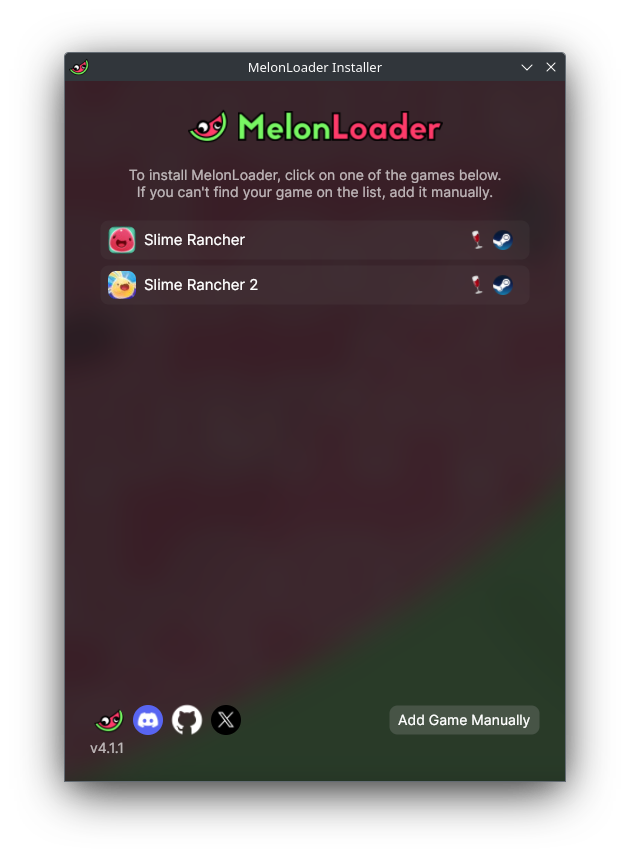 MelonLoader Installer
MelonLoader
To install MelonLoader, click on one of the games below.
If you can't find your game on the list, add it manually.
Slime Rancher
Slime Rancher 2
Add Game Manually
v4.1.1